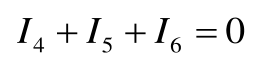 I₄ + I₅ + I₆ = 0